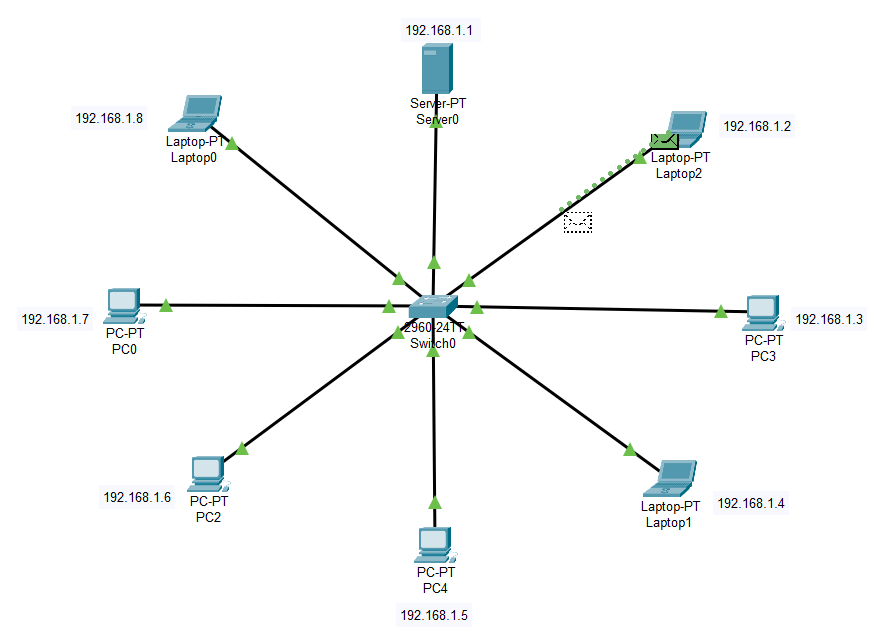 192.168.1.1
Server-PT
Server0
192.168.1.8
Laptop-PT
Laptop0
192.168.1.2
Laptop-PT
Laptop2
192.168.1.7
PC-PT
PC0
2960-24TT
Switch0
192.168.1.3
PC-PT
PC3
192.168.1.6
PC-PT
PC2
192.168.1.4
Laptop-PT
Laptop1
PC-PT
PC4
192.168.1.5